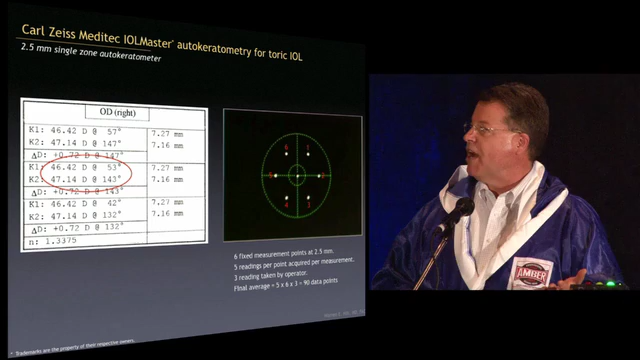 Carl Zeiss Meditec IOLMaster® autokeratometry for toric IOL
2.5 mm single zone autokeratometer
OD (right)
K1: 46.42 D @ 57° 7.27 mm
K2: 47.14 D @ 147° 7.16 mm
ΔD: +0.72 D @ 147°
K1: 46.42 D @ 53° 7.27 mm
K2: 47.14 D @ 143° 7.16 mm
ΔD: +0.72 D @ 143°
K1: 46.42 D @ 42° 7.27 mm
K2: 47.14 D @ 132° 7.16 mm
ΔD: +0.72 D @ 132°
n: 1.3375
6 fixed measurement points at 2.5 mm.
5 readings per point acquired per measurement.
3 reading taken by operator.
Final average = 5 x 6 x 3 = 90 data points
* Trademarks are the property of their respective owners.
AMBER